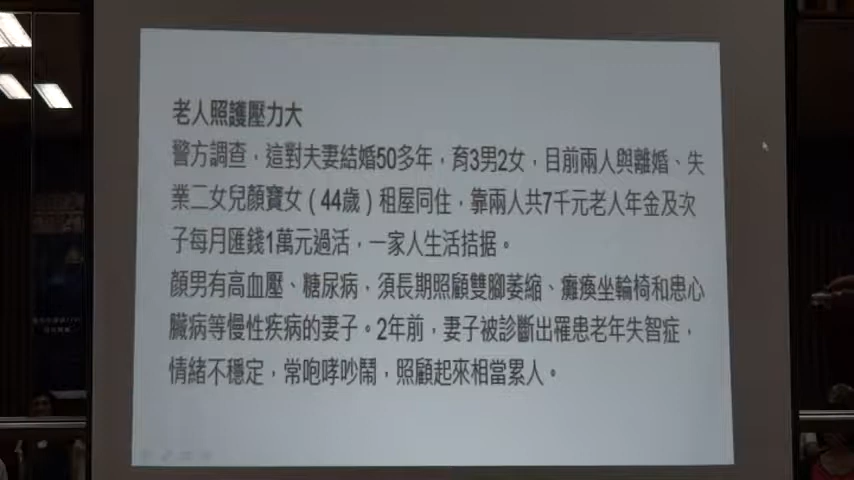 老人照護壓力大
警方調查，這對夫妻結婚50多年，育3男2女，目前兩人與離婚、失
業二女兒顏寶女（44歲）租屋同住，靠兩人共7千元老人年金及次
子每月匯錢1萬元過活，一家人生活拮据。
顏男有高血壓、糖尿病，須長期照顧雙腳萎縮、癱瘓坐輪椅和患心
臟病等慢性疾病的妻子。2年前，妻子被診斷出罹患老年失智症，
情緒不穩定，常咆哮吵鬧，照顧起來相當累人。